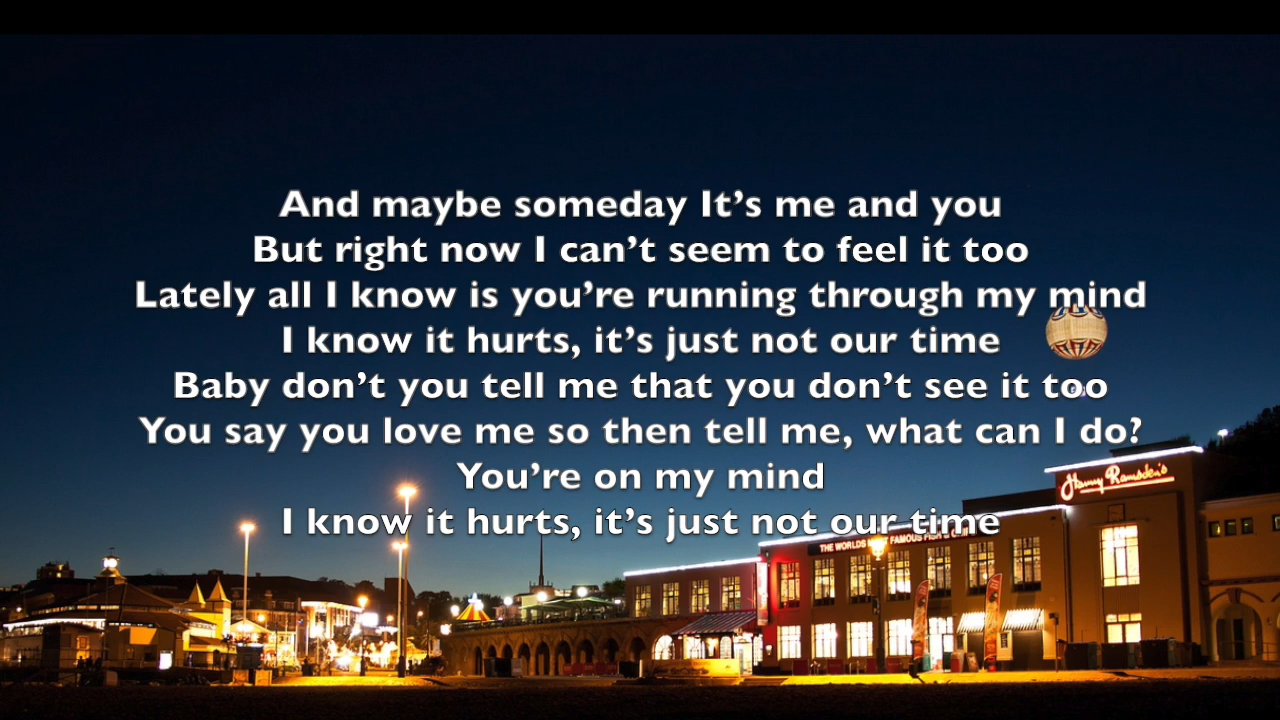 And maybe someday It’s me and you
But right now I can’t seem to feel it too
Lately all I know is you’re running through my mind
I know it hurts, it’s just not our time
Baby don’t you tell me that you don’t see it too
You say you love me so then tell me, what can I do?
You’re on my mind
I know it hurts, it’s just not our time
Harry Ramsden's
THE WORLDS MOST FAMOUS FISH &